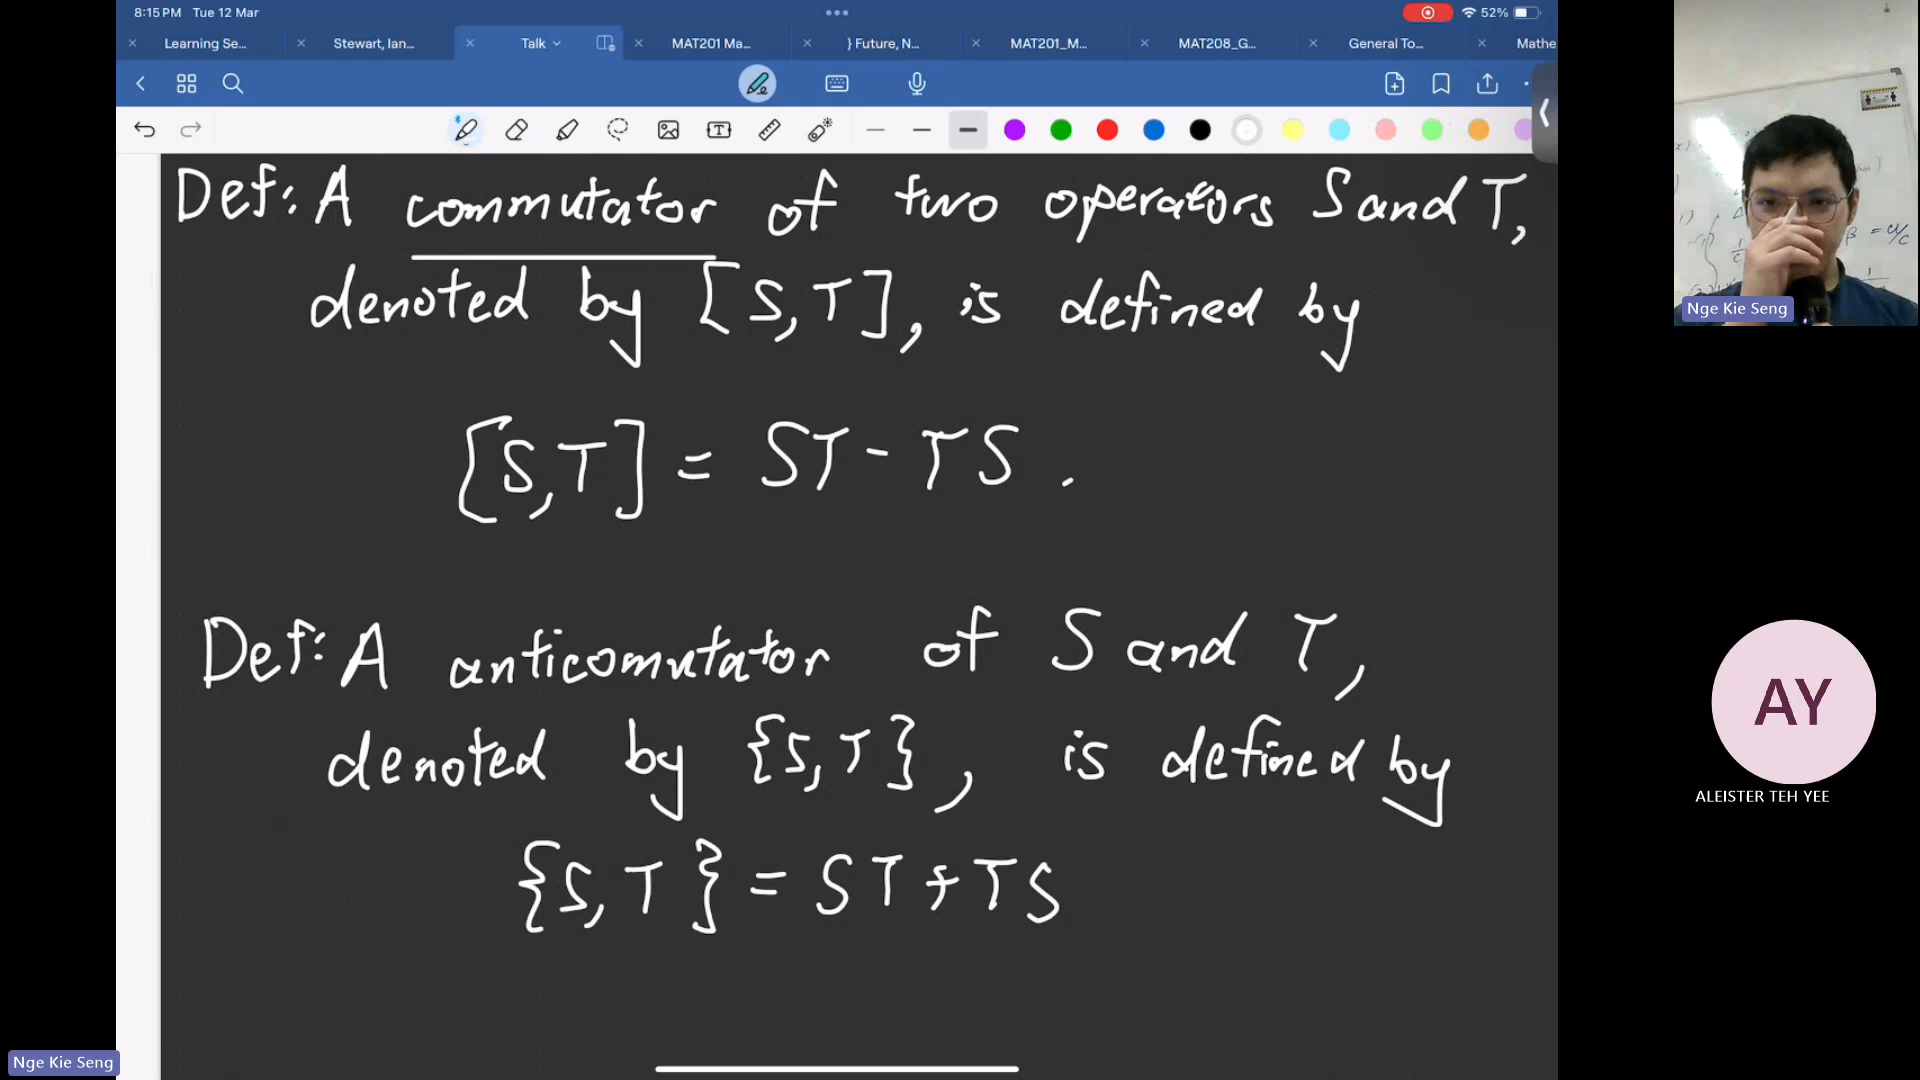 8:15 PM Tue 12 Mar
52%
Learning Se...
Stewart, Ian...
Talk
MAT201 Ma...
} Future, N...
MAT201_M...
MAT208_G...
General To...
Mathe
Def: A commutator of two operators S and T,
denoted by [S,T], is defined by
[S,T] = ST - TS .
Def: A anticomutator of S and T,
denoted by {S,T}, is defined by
{S,T} = ST + TS
Nge Kie Seng
AY
ALEISTER TEH YEE
Nge Kie Seng